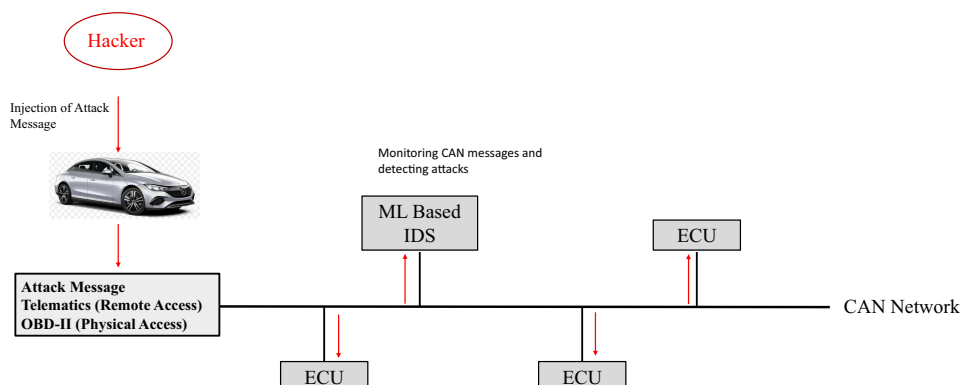 Hacker
Injection of Attack
Message
Monitoring CAN messages and
detecting attacks
ML Based
IDS
ECU
Attack Message
Telematics (Remote Access)
OBD-II (Physical Access)
CAN Network
ECU
ECU